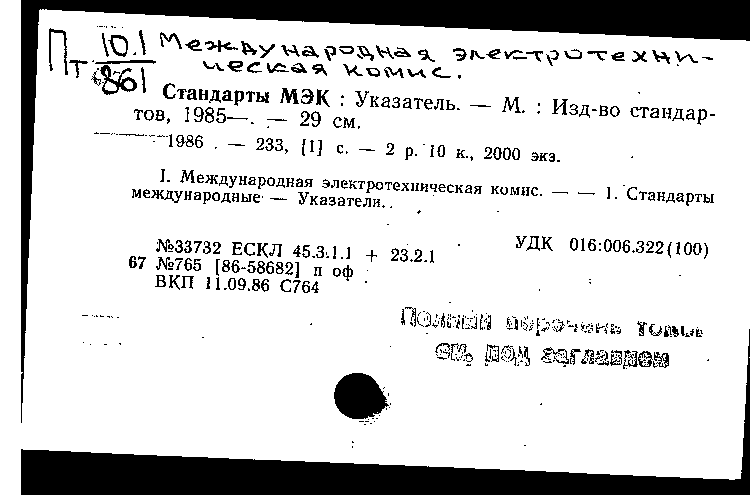 Пт 10.1 Международная электротехни-
861 ческая комис.
Стандарты МЭК : Указатель. — М. : Изд-во стандар-
тов, 1985—. — 29 см.
1986 . — 233, [1] с. — 2 р. 10 к., 2000 экз.
I. Международная электротехническая комис. — — 1. Стандарты
международные — Указатели.
УДК 016:006.322(100)
№33732 ЕСКЛ 45.3.1.1 + 23.2.1
67 №765 [86-58682] п оф
ВКП 11.09.86 С764
Полный перечень томов
см. под заглавием